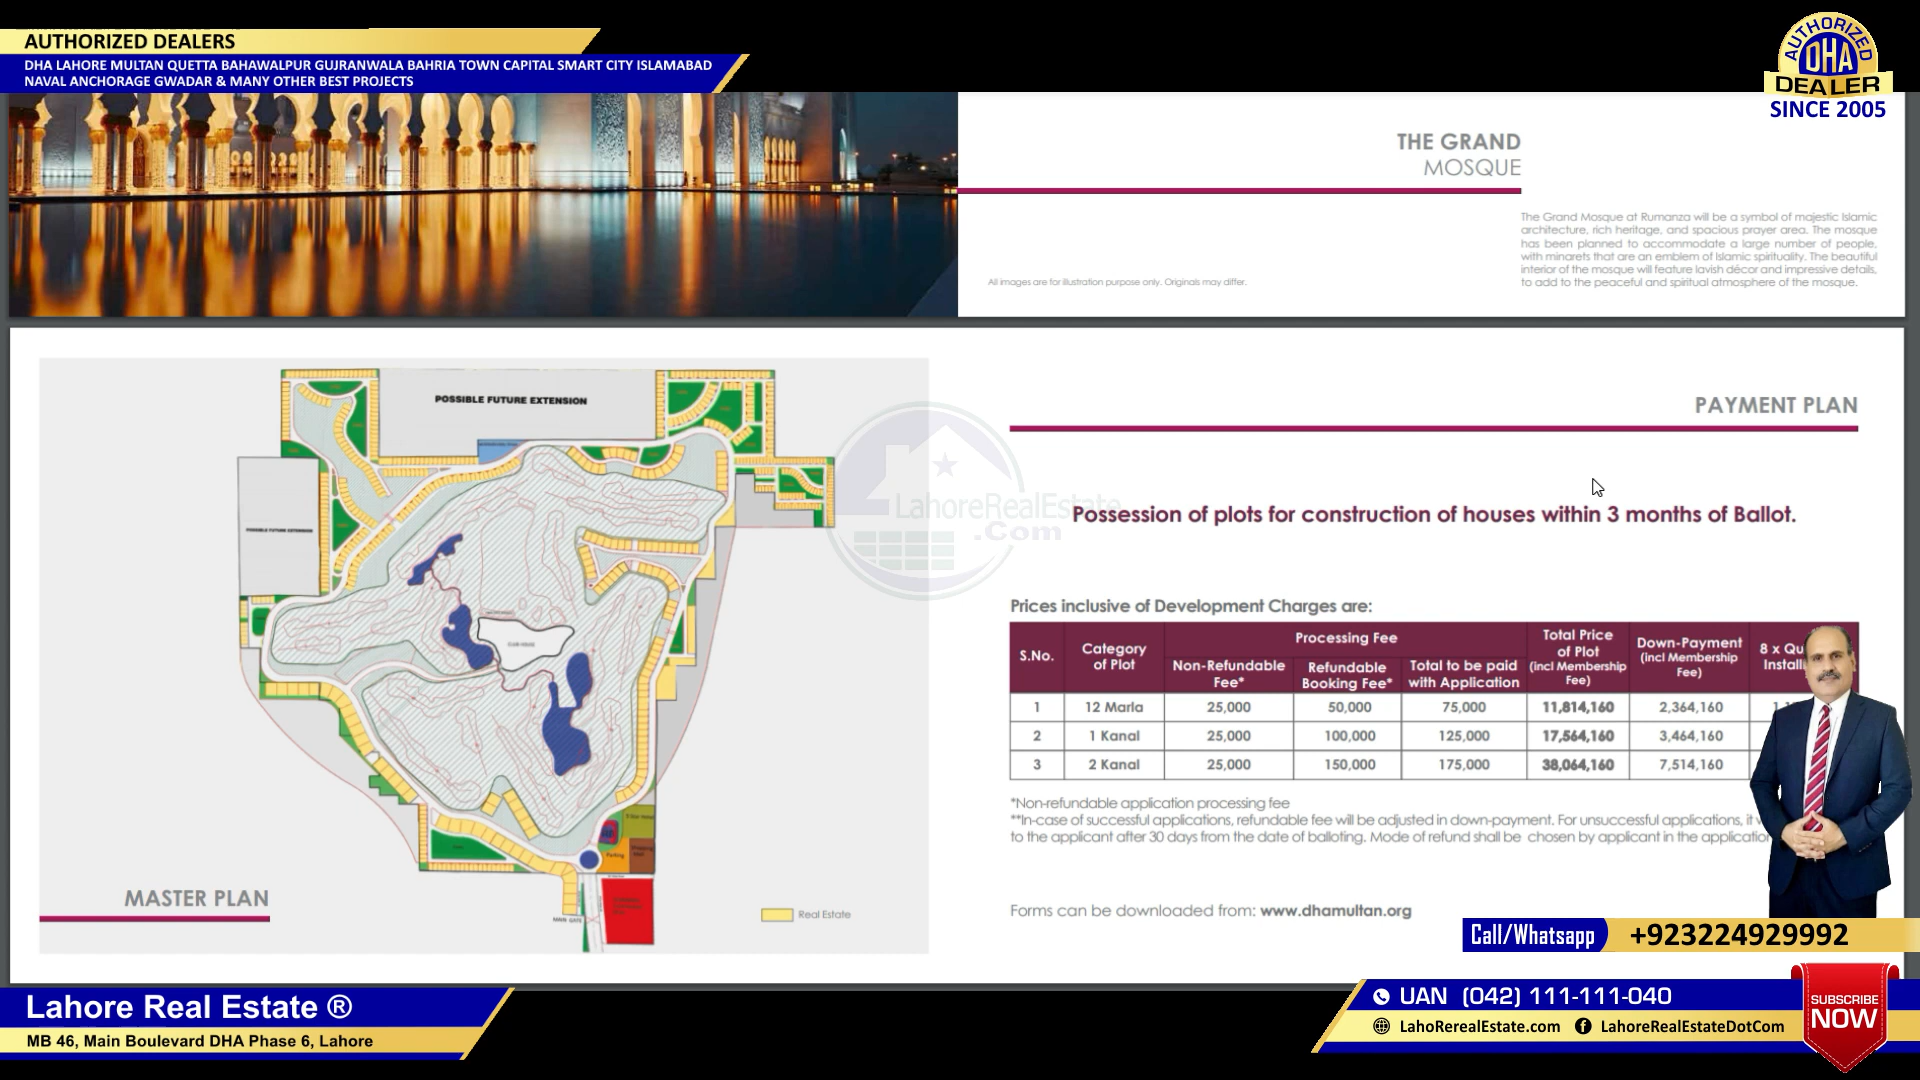 AUTHORIZED DEALERS
DHA LAHORE MULTAN QUETTA BAHAWALPUR GUJRANWALA BAHRIA TOWN CAPITAL SMART CITY ISLAMABAD
NAVAL ANCHORAGE GWADAR & MANY OTHER BEST PROJECTS
AUTHORIZED
DHA
DEALER
SINCE 2005
THE GRAND
MOSQUE
The Grand Mosque at Rumanza will be a symbol of majestic Islamic
architecture, rich heritage, and spacious prayer area. The mosque
has been planned to accommodate a large number of people,
with minarets that are an emblem of Islamic spirituality. The beautiful
interior of the mosque will feature lavish décor and impressive details,
to add to the peaceful and spiritual atmosphere of the mosque.
All images are for illustration purpose only. Originals may differ.
POSSIBLE FUTURE EXTENSION
POSSIBLE FUTURE EXTENSION
CLUB HOUSE
Parking
MAIN GATE
MASTER PLAN
Real Estate
LahoreRealEstate
.Com
PAYMENT PLAN
Possession of plots for construction of houses within 3 months of Ballot.
Prices inclusive of Development Charges are:
S.No. Category of Plot Processing Fee Total Price of Plot (incl Membership Fee) Down-Payment (incl Membership Fee) 8 x
Non-Refundable Fee* Refundable Booking Fee* Total to be paid with Application
1 12 Marla 25,000 50,000 75,000 11,814,160 2,364,160
2 1 Kanal 25,000 100,000 125,000 17,564,160 3,464,160
3 2 Kanal 25,000 150,000 175,000 38,064,160 7,514,160
*Non-refundable application processing fee
**In-case of successful applications, refundable fee will be adjusted in down-payment. For unsuccessful applications, it
to the applicant after 30 days from the date of balloting. Mode of refund shall be chosen by applicant in the application
Forms can be downloaded from: www.dhamultan.org
Call/Whatsapp +923224929992
Lahore Real Estate ®
MB 46, Main Boulevard DHA Phase 6, Lahore
UAN (042) 111-111-040
LahoRerealEstate.com LahoreRealEstateDotCom
SUBSCRIBE
NOW